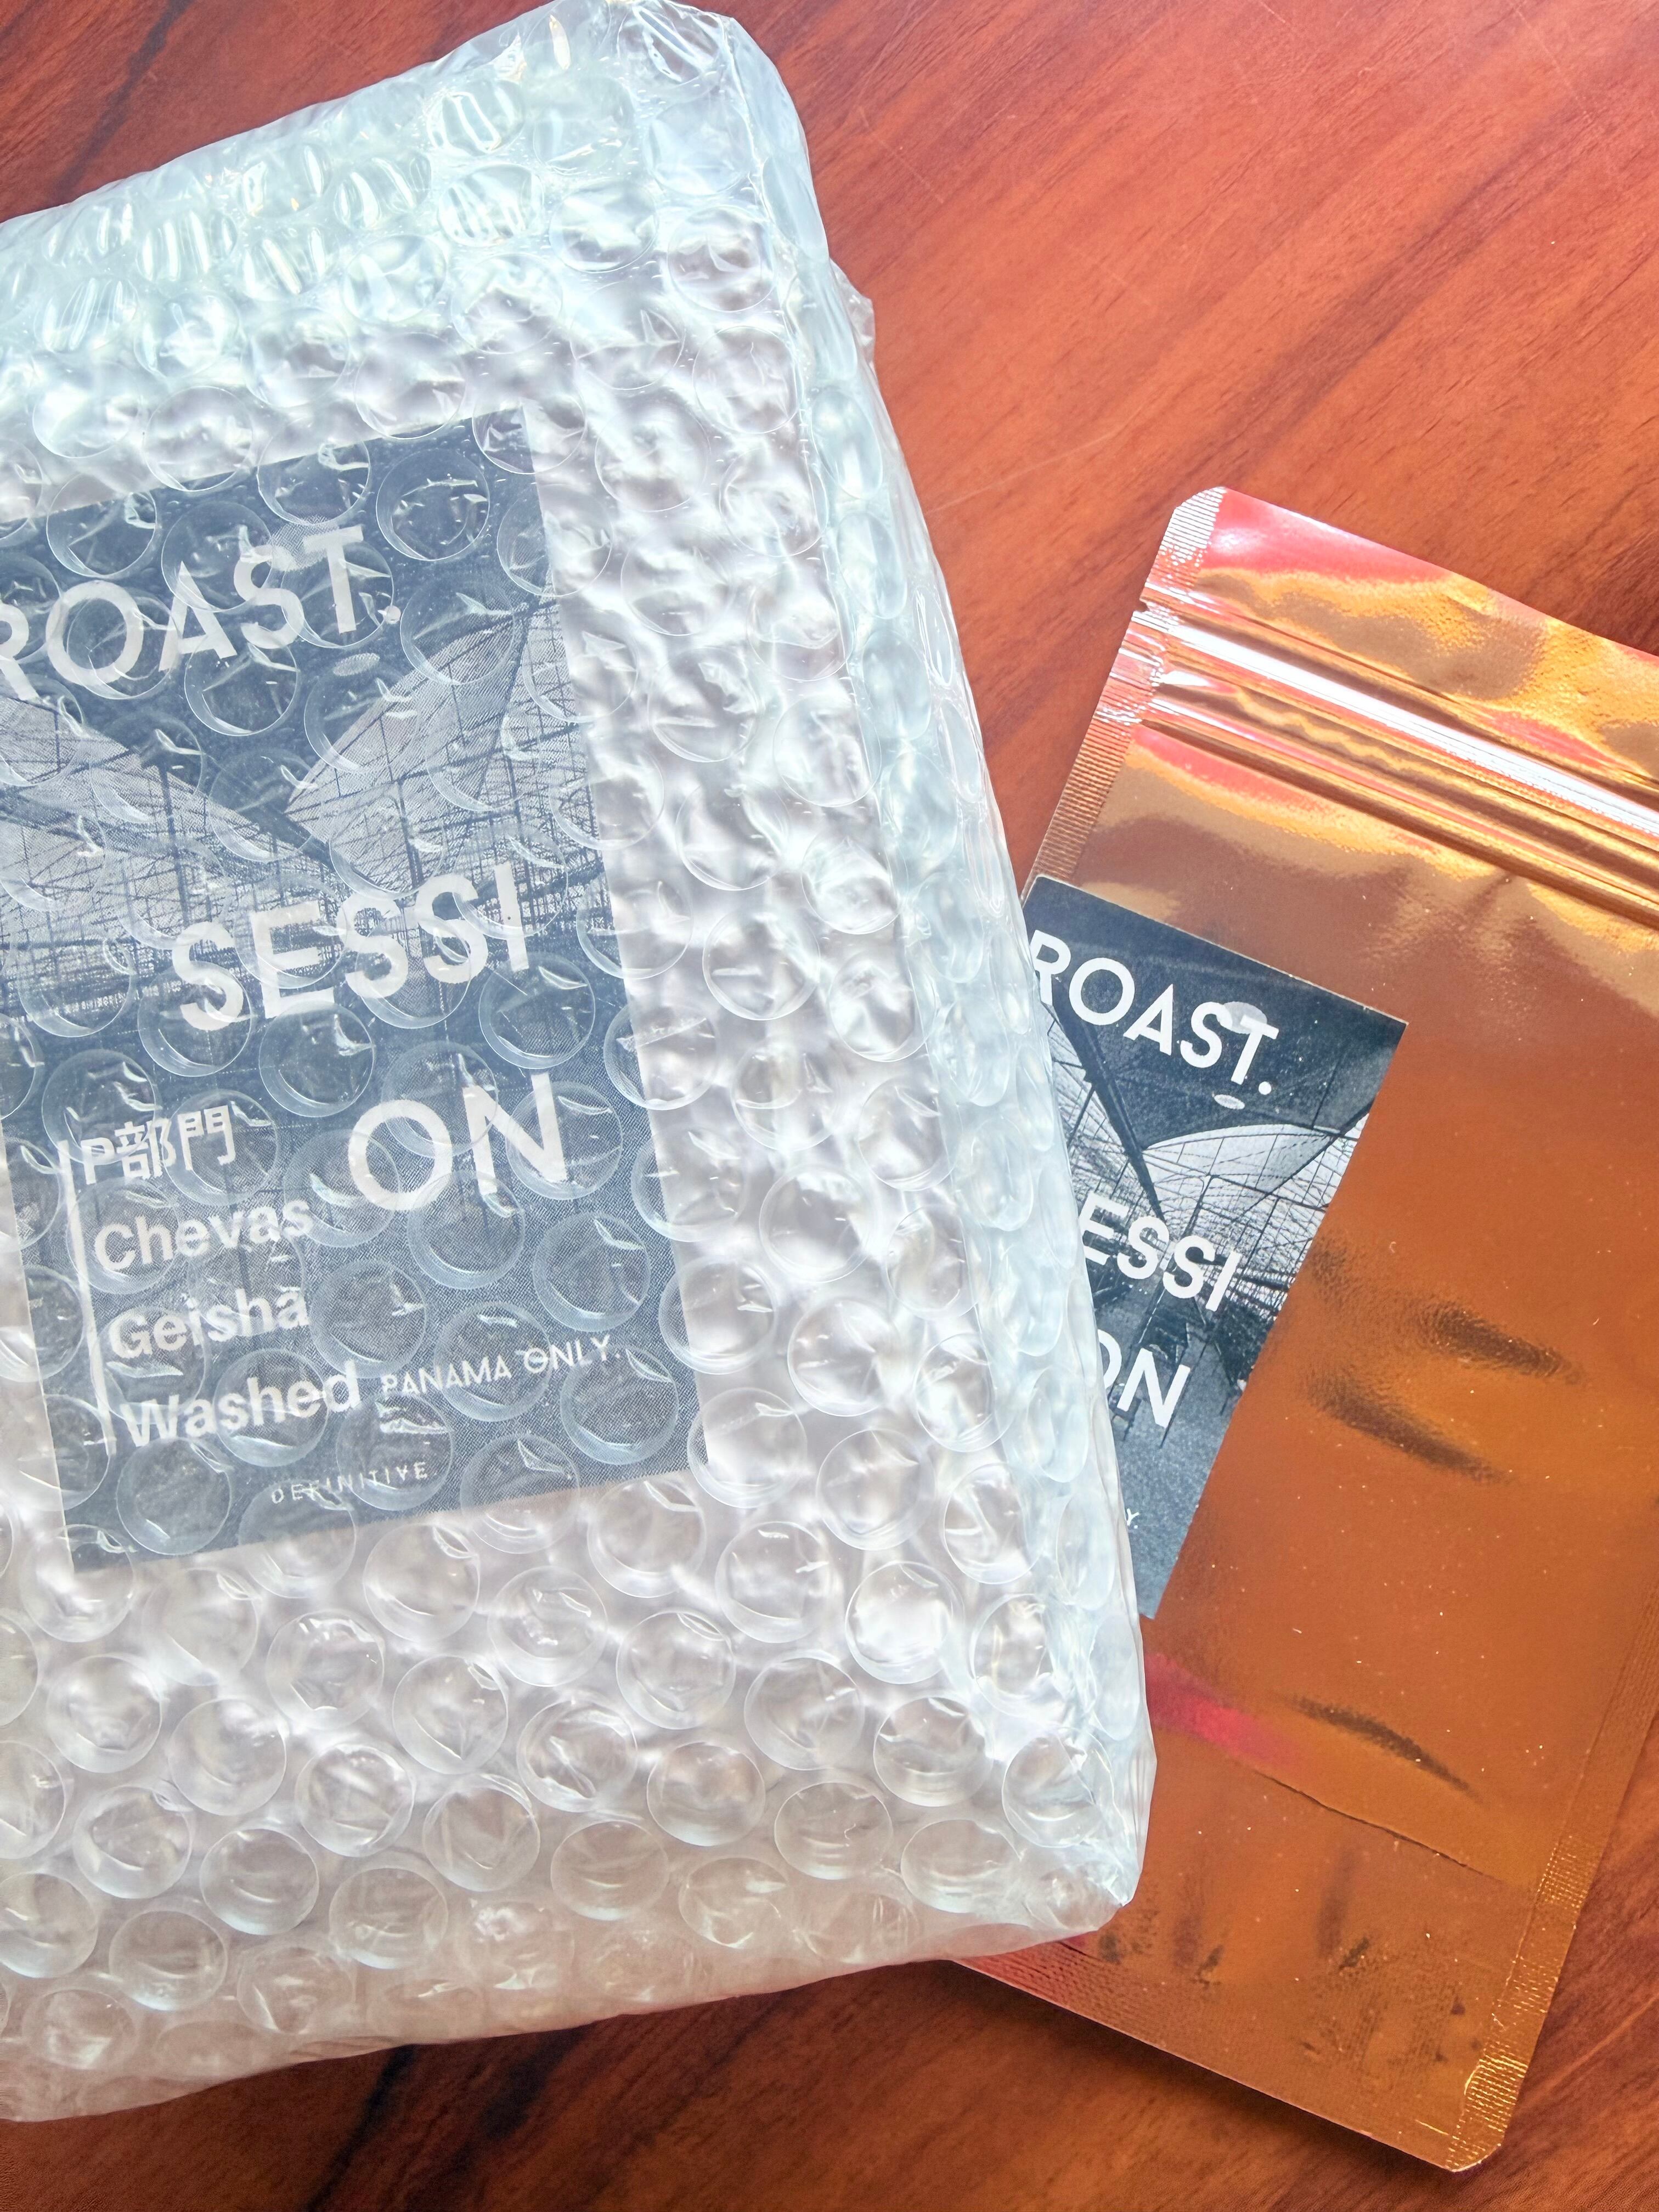 ROAST.
SESSI
ON
P部門
Chevas
Geisha
Washed
PANAMA ONLY.
DEFINITIVE
ROAST.
ESSI
ON
Y.